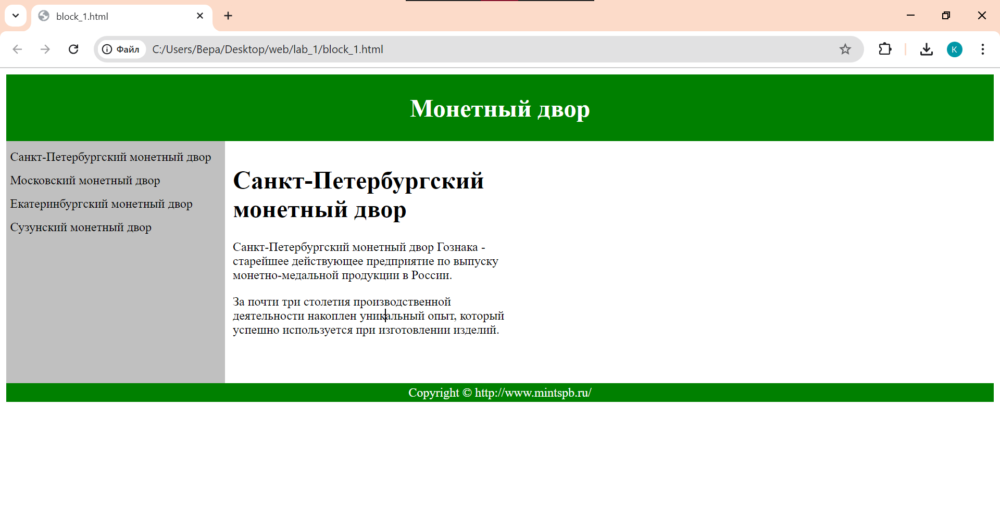 block_1.html
Файл
C:/Users/Вера/Desktop/web/lab_1/block_1.html
K
Монетный двор
Санкт-Петербургский монетный двор
Московский монетный двор
Екатеринбургский монетный двор
Сузунский монетный двор
Санкт-Петербургский
монетный двор
Санкт-Петербургский монетный двор Гознака -
старейшее действующее предприятие по выпуску
монетно-медальной продукции в России.
За почти три столетия производственной
деятельности накоплен уникальный опыт, который
успешно используется при изготовлении изделий.
Copyright © http://www.mintspb.ru/